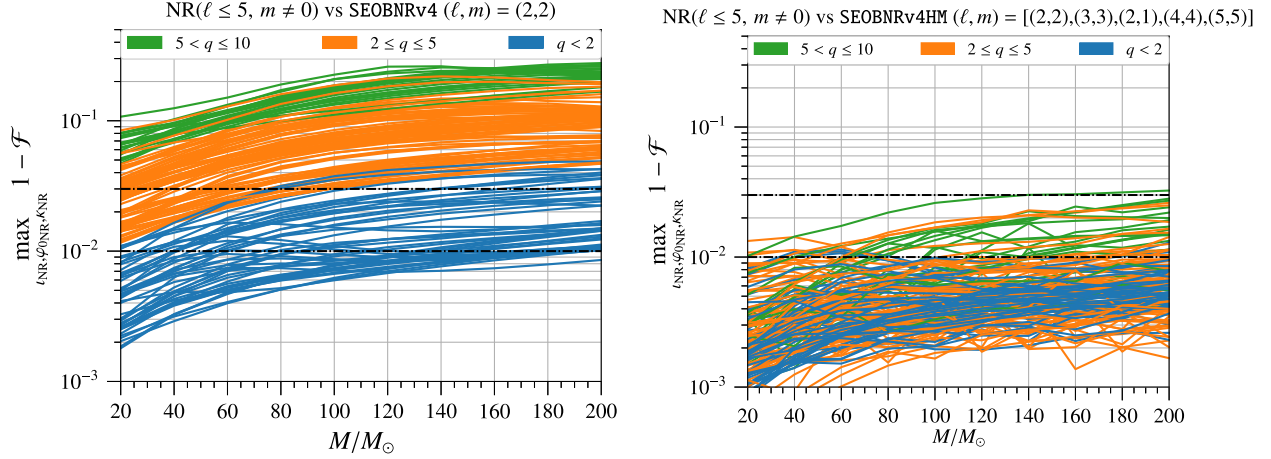 NR(ℓ ≤ 5, m ≠ 0) vs SEOBNRv4 (ℓ, m) = (2,2)
5 < q ≤ 10
2 ≤ q ≤ 5
q < 2
max 1 − ℱ
ι_NR, φ_0NR, κ_NR
10⁻¹
10⁻²
10⁻³
20 40 60 80 100 120 140 160 180 200
M/M_⊙
NR(ℓ ≤ 5, m ≠ 0) vs SEOBNRv4HM (ℓ, m) = [(2,2),(3,3),(2,1),(4,4),(5,5)]
5 < q ≤ 10
2 ≤ q ≤ 5
q < 2
max 1 − ℱ
ι_NR, φ_0NR, κ_NR
10⁻¹
10⁻²
10⁻³
20 40 60 80 100 120 140 160 180 200
M/M_⊙